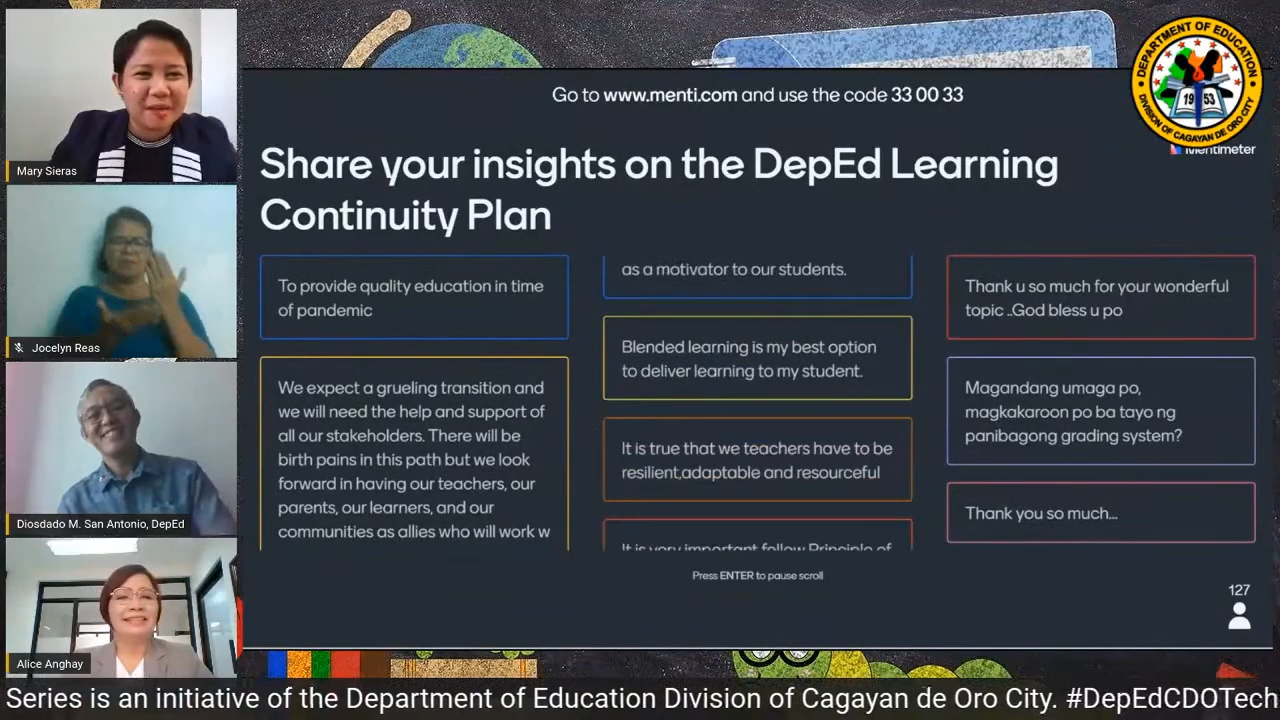 Mary Sieras
Jocelyn Reas
Diosdado M. San Antonio, DepEd
Alice Anghay
Go to www.menti.com and use the code 33 00 33
DEPARTMENT OF EDUCATION
1953
DIVISION OF CAGAYAN DE ORO CITY
Mentimeter
Share your insights on the DepEd Learning
Continuity Plan
To provide quality education in time
of pandemic
We expect a grueling transition and
we will need the help and support of
all our stakeholders. There will be
birth pains in this path but we look
forward in having our teachers, our
parents, our learners, and our
communities as allies who will work w
as a motivator to our students.
Blended learning is my best option
to deliver learning to my student.
It is true that we teachers have to be
resilient,adaptable and resourceful
It is very important follow Principle of
Thank u so much for your wonderful
topic ..God bless u po
Magandang umaga po,
magkakaroon po ba tayo ng
panibagong grading system?
Thank you so much...
Press ENTER to pause scroll
127
Series is an initiative of the Department of Education Division of Cagayan de Oro City. #DepEdCDOTech